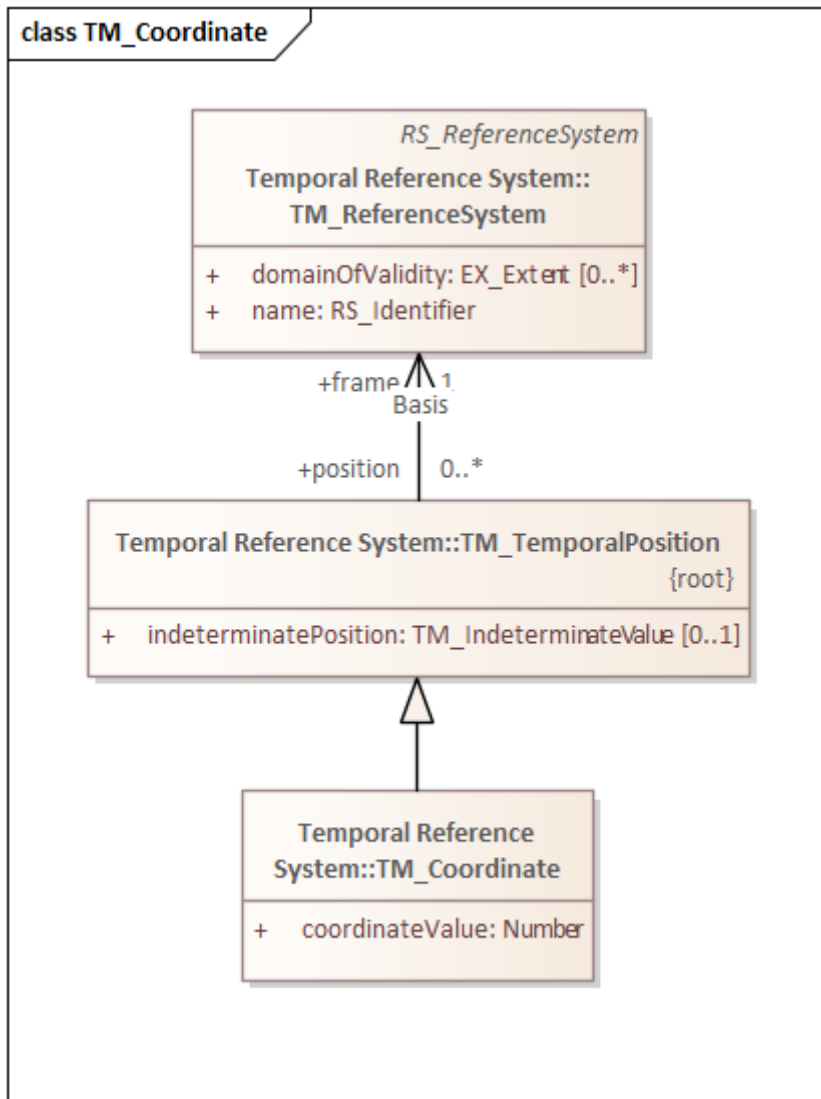 class TM_Coordinate
RS_ReferenceSystem
Temporal Reference System::
TM_ReferenceSystem
+ domainOfValidity: EX_Extent [0..*]
+ name: RS_Identifier
+frame 1
Basis
+position 0..*
Temporal Reference System::TM_TemporalPosition
{root}
+ indeterminatePosition: TM_IndeterminateValue [0..1]
Temporal Reference
System::TM_Coordinate
+ coordinateValue: Number